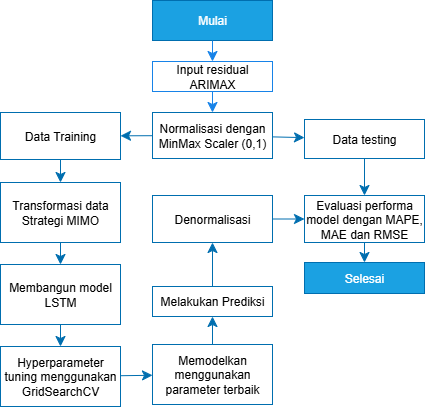 Mulai
Input residual
ARIMAX
Data Training
Normalisasi dengan
MinMax Scaler (0,1)
Data testing
Transformasi data
Strategi MIMO
Denormalisasi
Evaluasi performa
model dengan MAPE,
MAE dan RMSE
Membangun model
LSTM
Melakukan Prediksi
Selesai
Hyperparameter
tuning menggunakan
GridSearchCV
Memodelkan
menggunakan
parameter terbaik